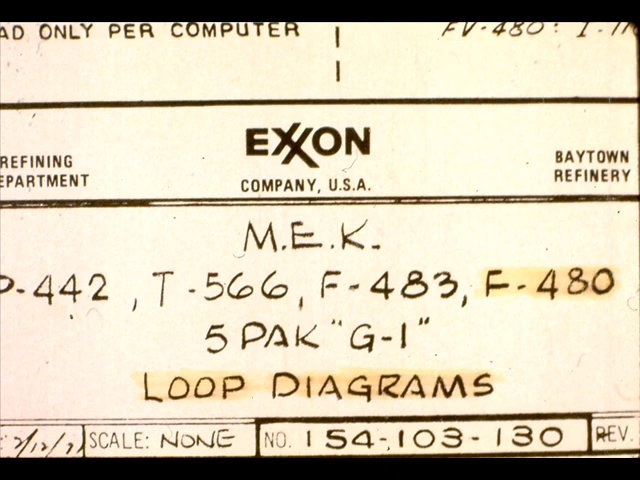 AD ONLY PER COMPUTER
FV-480:
EXXON
COMPANY, U.S.A.
REFINING
EPARTMENT
BAYTOWN
REFINERY
M.E.K.
P-442, T-566, F-483, F-480
5 PAK "G-1"
LOOP DIAGRAMS
SCALE: NONE
NO. 154-103-130
REV.